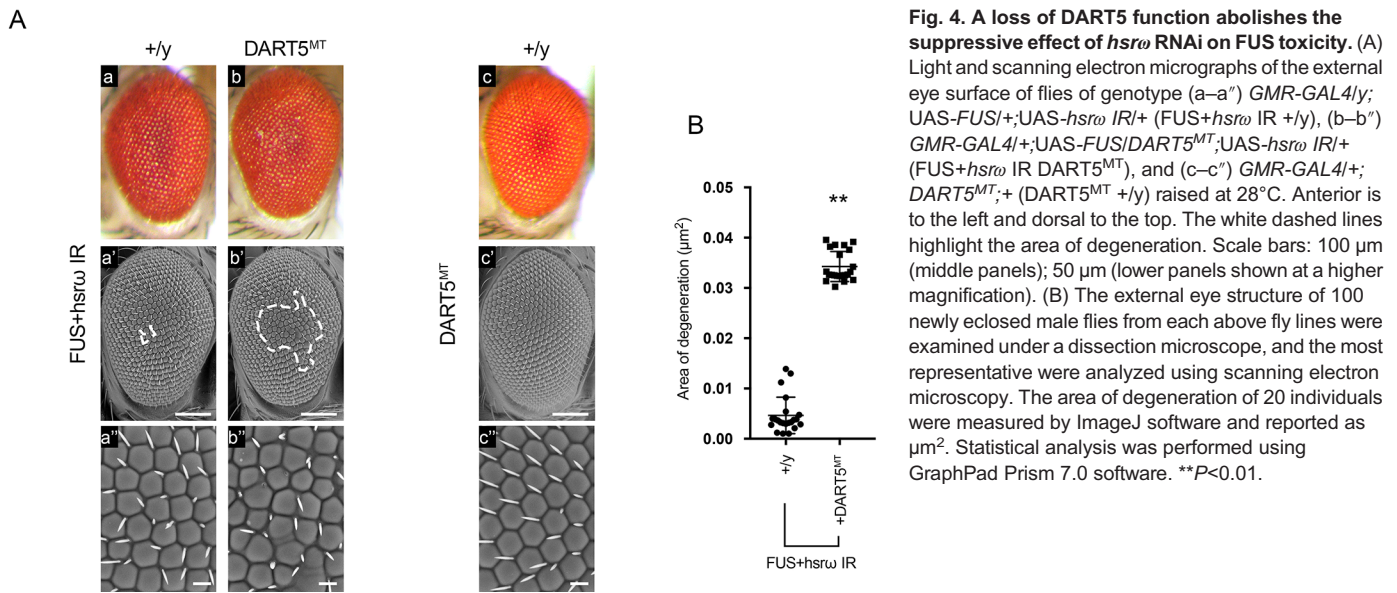 A
+/y
DART5ᴹᵀ
+/y
a
b
c
FUS+hsrω IR
DART5ᴹᵀ
a'
b'
c'
a''
b''
c''
B
Area of degeneration (µm²)
0.05
0.04
0.03
0.02
0.01
0.00
**
+/y
+DART5ᴹᵀ
FUS+hsrω IR
Fig. 4. A loss of DART5 function abolishes the
suppressive effect of hsrω RNAi on FUS toxicity. (A)
Light and scanning electron micrographs of the external
eye surface of flies of genotype (a–a″) GMR-GAL4/y;
UAS-FUS/+;UAS-hsrω IR/+ (FUS+hsrω IR +/y), (b–b″)
GMR-GAL4/+;UAS-FUS/DART5ᴹᵀ;UAS-hsrω IR/+
(FUS+hsrω IR DART5ᴹᵀ), and (c–c″) GMR-GAL4/+;
DART5ᴹᵀ;+ (DART5ᴹᵀ +/y) raised at 28°C. Anterior is
to the left and dorsal to the top. The white dashed lines
highlight the area of degeneration. Scale bars: 100 µm
(middle panels); 50 µm (lower panels shown at a higher
magnification). (B) The external eye structure of 100
newly eclosed male flies from each above fly lines were
examined under a dissection microscope, and the most
representative were analyzed using scanning electron
microscopy. The area of degeneration of 20 individuals
were measured by ImageJ software and reported as
µm². Statistical analysis was performed using
GraphPad Prism 7.0 software. **P<0.01.